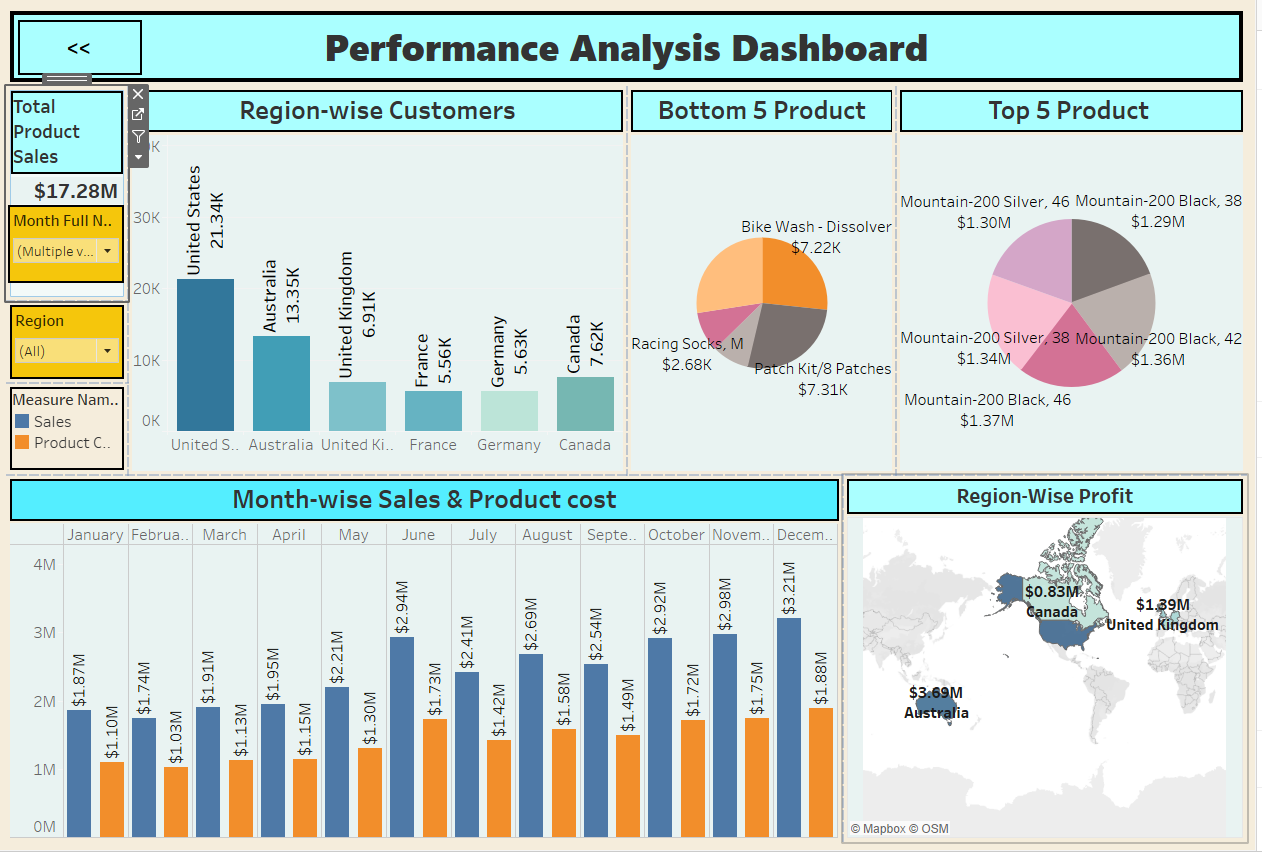 <<
Performance Analysis Dashboard
Total
Product
Sales
$17.28M
Month Full N..
(Multiple v...
Region
(All)
Measure Nam..
Sales
Product C..
Region-wise Customers
30K
20K
10K
0K
United States
21.34K
Australia
13.35K
United Kingdom
6.91K
France
5.56K
Germany
5.63K
Canada
7.62K
United S..
Australia
United Ki..
France
Germany
Canada
Bottom 5 Product
Bike Wash - Dissolver
$7.22K
Racing Socks, M
$2.68K
Patch Kit/8 Patches
$7.31K
Top 5 Product
Mountain-200 Silver, 46
$1.30M
Mountain-200 Black, 38
$1.29M
Mountain-200 Silver, 38
$1.34M
Mountain-200 Black, 42
$1.36M
Mountain-200 Black, 46
$1.37M
Month-wise Sales & Product cost
January
Februa..
March
April
May
June
July
August
Septe..
October
Novem..
Decem..
4M
3M
2M
1M
0M
$1.87M
$1.10M
$1.74M
$1.03M
$1.91M
$1.13M
$1.95M
$1.15M
$2.21M
$1.30M
$2.94M
$1.73M
$2.41M
$1.42M
$2.69M
$1.58M
$2.54M
$1.49M
$2.92M
$1.72M
$2.98M
$1.75M
$3.21M
$1.88M
Region-Wise Profit
$0.83M
Canada
$1.39M
United Kingdom
$3.69M
Australia
© Mapbox © OSM